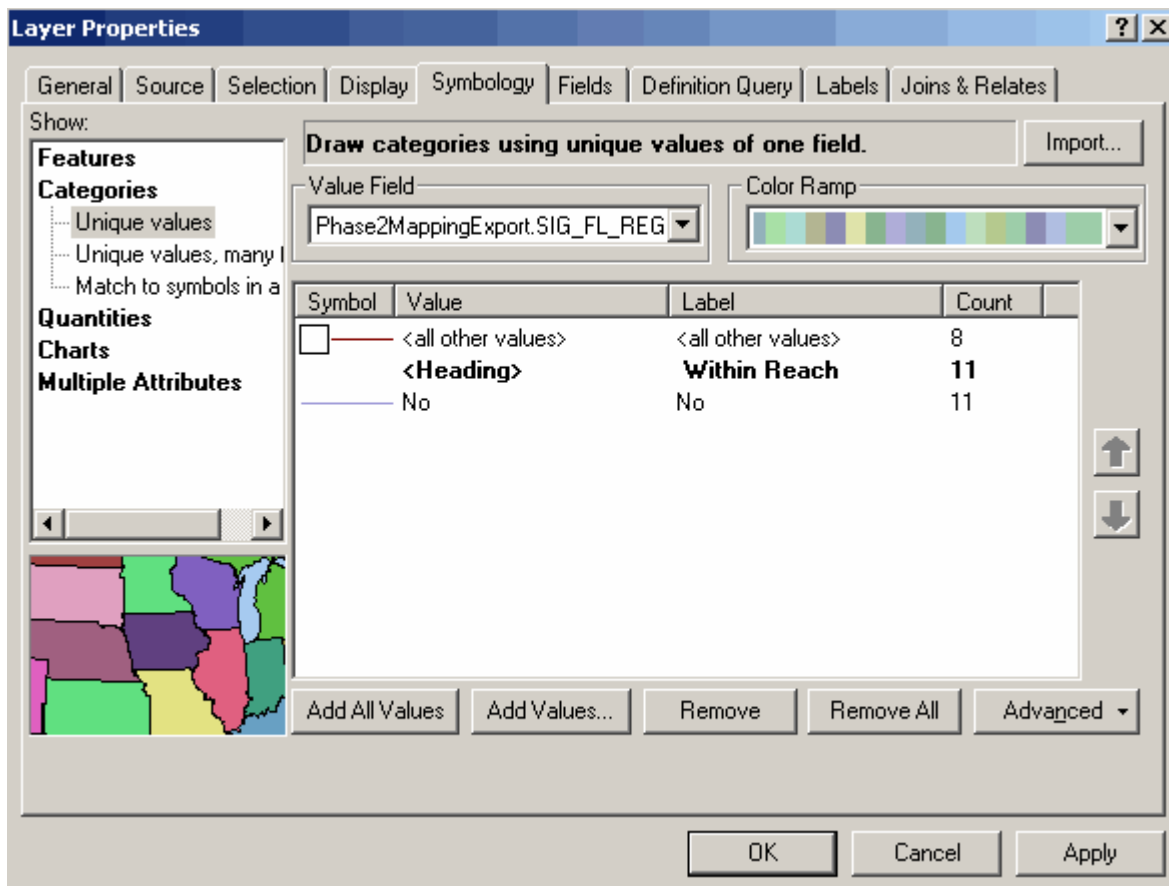 Layer Properties
General Source Selection Display Symbology Fields Definition Query Labels Joins & Relates
Show:
Features
Categories
Unique values
Unique values, many
Match to symbols in a
Quantities
Charts
Multiple Attributes
Draw categories using unique values of one field.
Import...
Value Field
Phase2MappingExport.SIG_FL_REG
Color Ramp
Symbol Value Label Count
<all other values> <all other values> 8
<Heading> Within Reach 11
No No 11
Add All Values Add Values... Remove Remove All Advanced
OK Cancel Apply